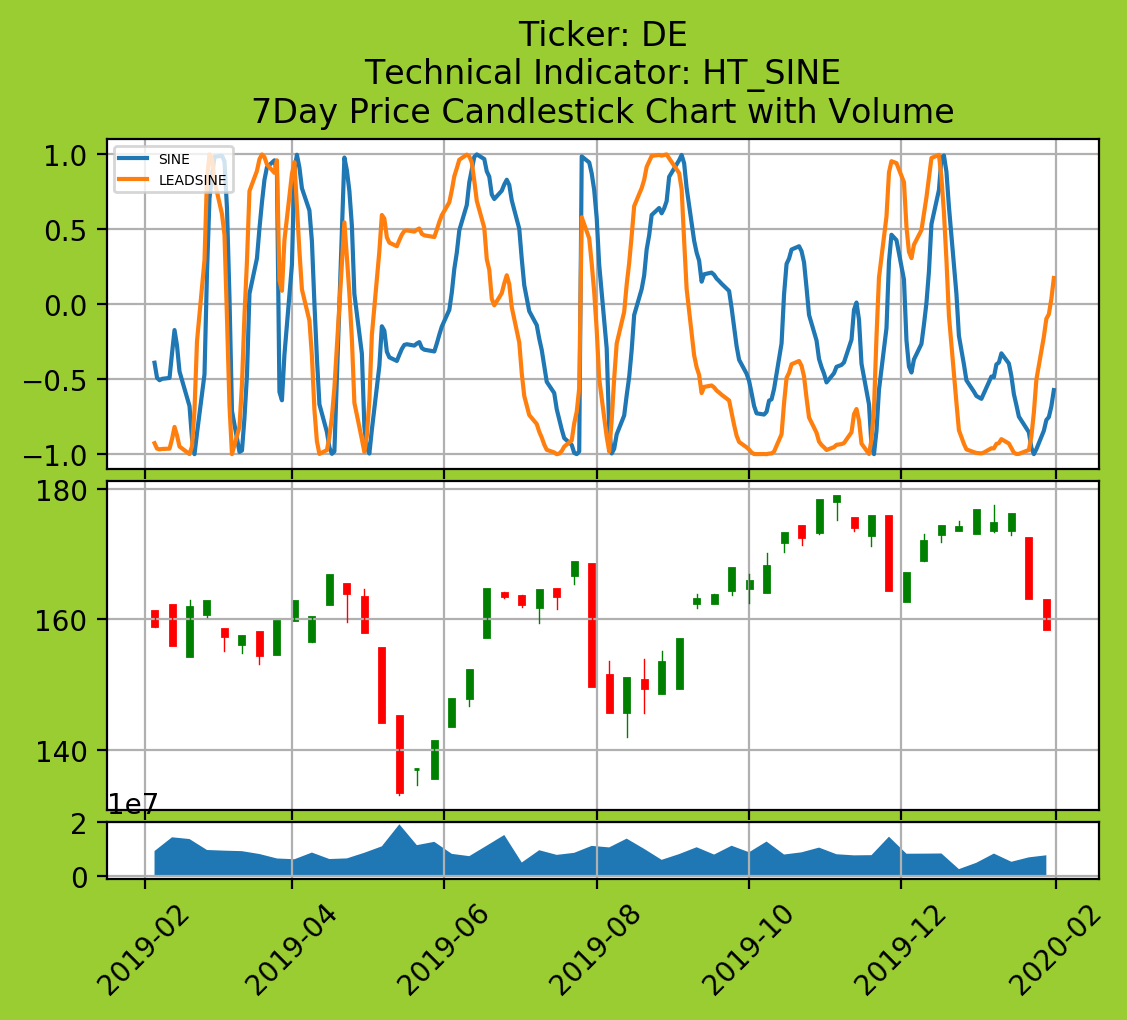 Ticker: DE
Technical Indicator: HT_SINE
7Day Price Candlestick Chart with Volume
SINE
LEADSINE
1.0
0.5
0.0
−0.5
−1.0
180
160
140
1e7
2
0
2019-02
2019-04
2019-06
2019-08
2019-10
2019-12
2020-02